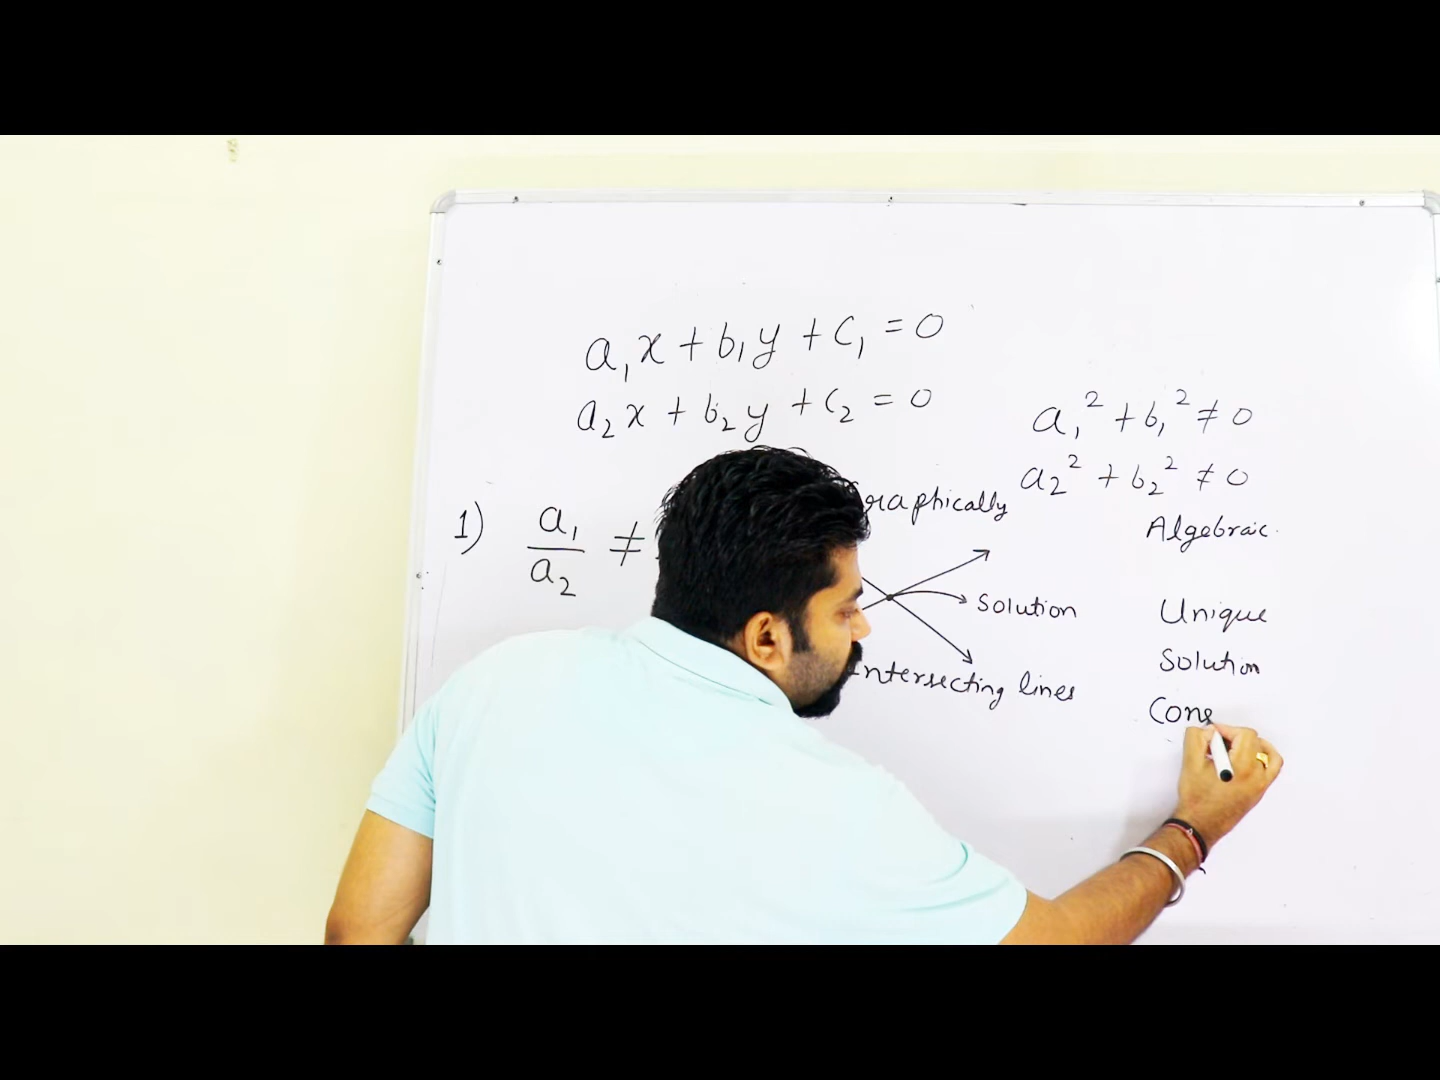 a₁x + b₁y + c₁ = 0
a₂x + b₂y + c₂ = 0
a₁² + b₁² ≠ 0
a₂² + b₂² ≠ 0
1) a₁/a₂ ≠
raphically
Algebraic
Solution
Unique
Solution
ntersecting lines
Cons